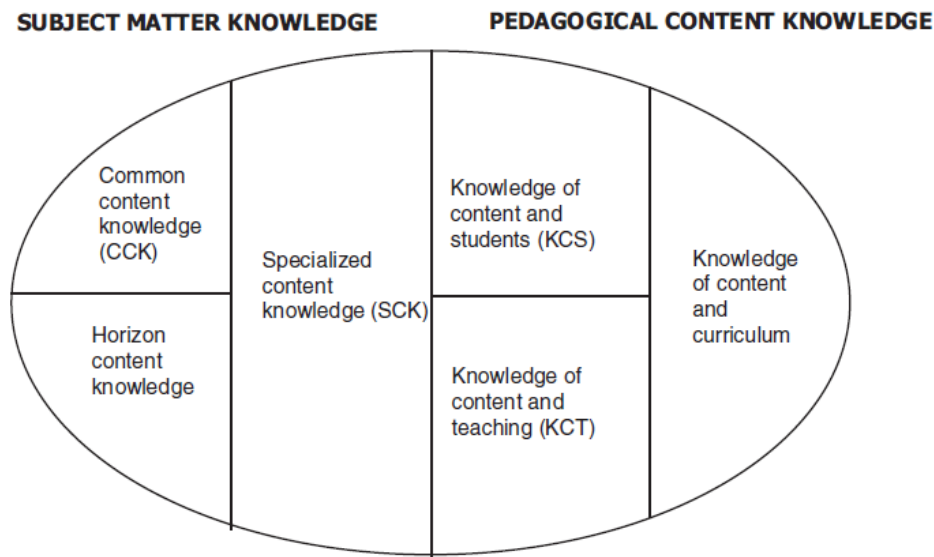 SUBJECT MATTER KNOWLEDGE
PEDAGOGICAL CONTENT KNOWLEDGE
Common
content
knowledge
(CCK)
Horizon
content
knowledge
Specialized
content
knowledge (SCK)
Knowledge of
content and
students (KCS)
Knowledge of
content and
teaching (KCT)
Knowledge
of content
and
curriculum